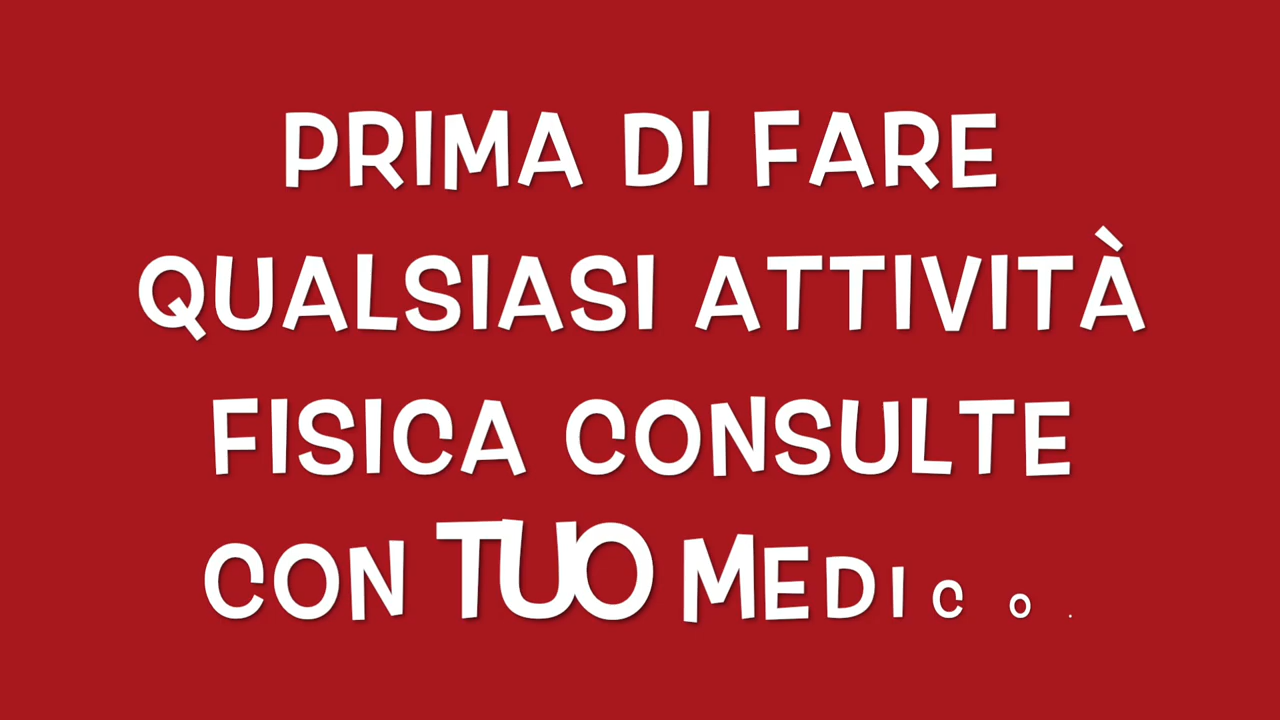 PRIMA DI FARE
QUALSIASI ATTIVITÀ
FISICA CONSULTE
CON TUO MEDICO.